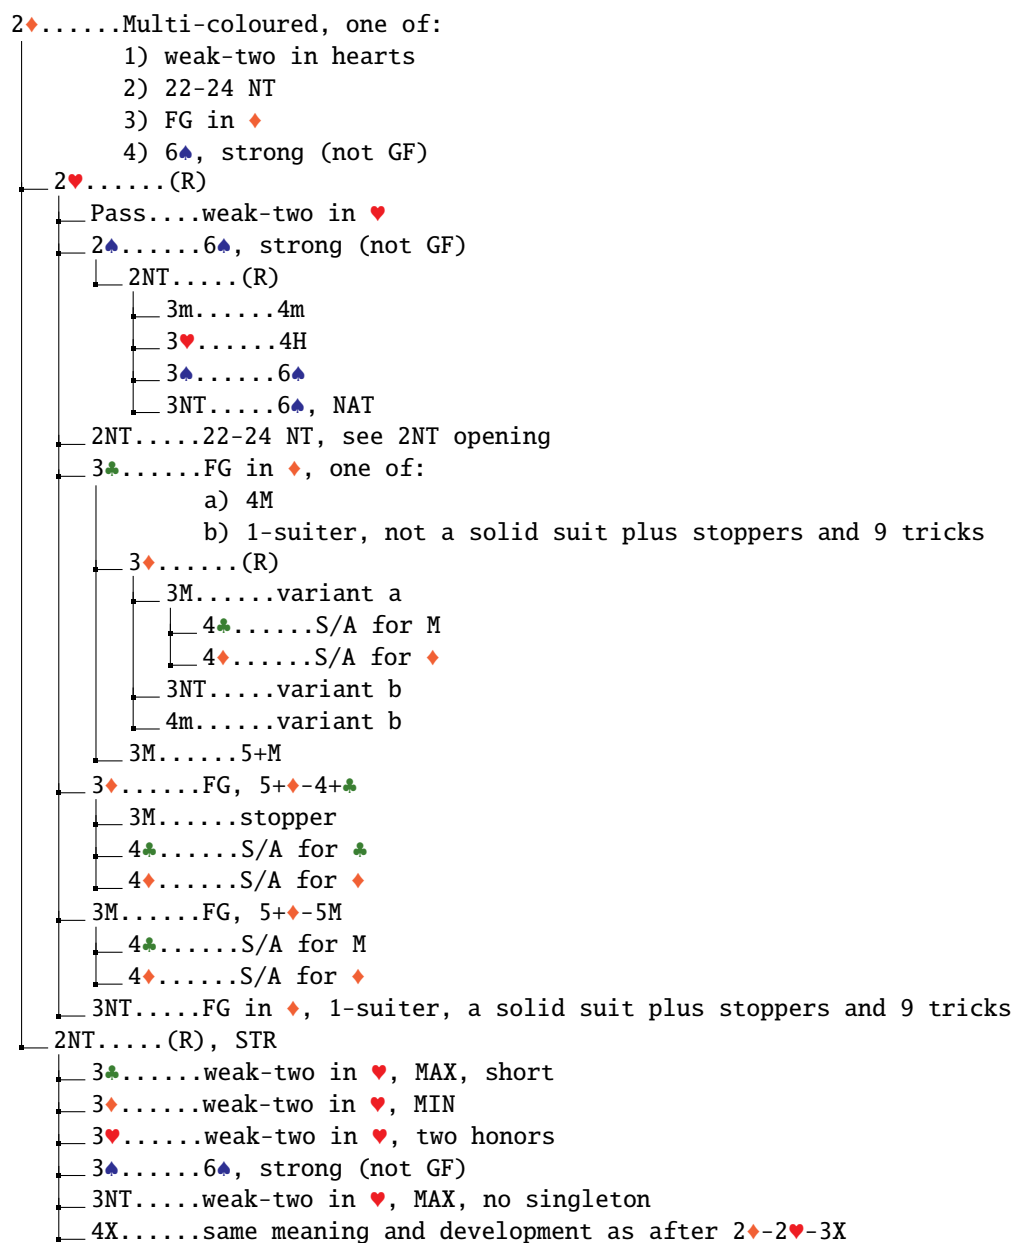 2♦......Multi-coloured, one of:
1) weak-two in hearts
2) 22-24 NT
3) FG in ♦
4) 6♠, strong (not GF)
2♥......(R)
Pass....weak-two in ♥
2♠......6♠, strong (not GF)
2NT.....(R)
3m......4m
3♥......4H
3♠......6♠
3NT.....6♠, NAT
2NT.....22-24 NT, see 2NT opening
3♣......FG in ♦, one of:
a) 4M
b) 1-suiter, not a solid suit plus stoppers and 9 tricks
3♦......(R)
3M......variant a
4♣......S/A for M
4♦......S/A for ♦
3NT.....variant b
4m......variant b
3M......5+M
3♦......FG, 5+♦-4+♣
3M......stopper
4♣......S/A for ♣
4♦......S/A for ♦
3M......FG, 5+♦-5M
4♣......S/A for M
4♦......S/A for ♦
3NT.....FG in ♦, 1-suiter, a solid suit plus stoppers and 9 tricks
2NT.....(R), STR
3♣......weak-two in ♥, MAX, short
3♦......weak-two in ♥, MIN
3♥......weak-two in ♥, two honors
3♠......6♠, strong (not GF)
3NT.....weak-two in ♥, MAX, no singleton
4X......same meaning and development as after 2♦-2♥-3X